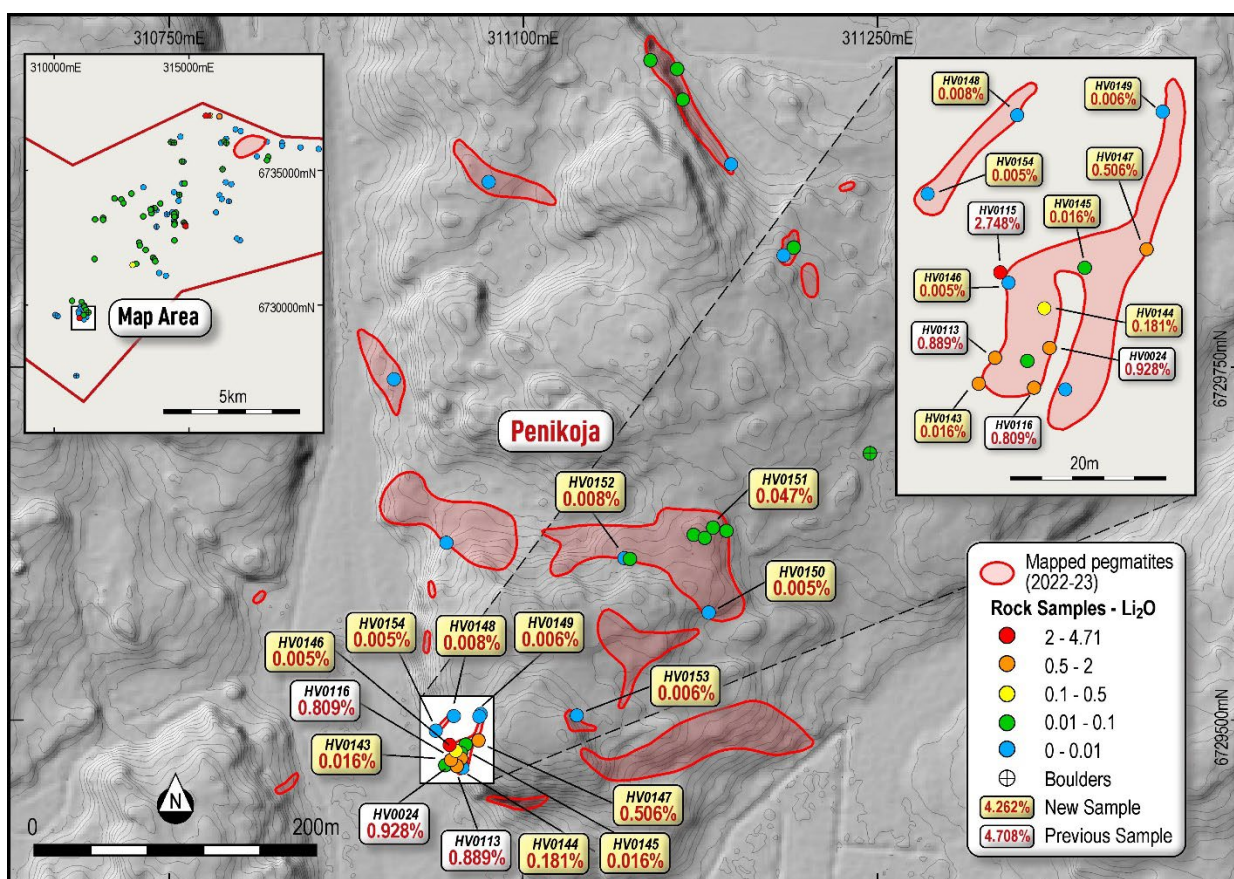 310750mE
311100mE
311250mE
310000mE
315000mE
6735000mN
6730000mN
Map Area
5km
HV0148
0.008%
HV0149
0.006%
HV0154
0.005%
HV0147
0.506%
HV0115
2.748%
HV0145
0.016%
HV0146
0.005%
HV0144
0.181%
HV0113
0.889%
HV0024
0.928%
HV0143
0.016%
HV0116
0.809%
20m
6729750mN
Penikoja
HV0152
0.008%
HV0151
0.047%
HV0150
0.005%
HV0154
0.005%
HV0148
0.008%
HV0149
0.006%
HV0146
0.005%
HV0153
0.006%
HV0116
0.809%
HV0143
0.016%
HV0024
0.928%
HV0113
0.889%
HV0144
0.181%
HV0145
0.016%
HV0147
0.506%
6729500mN
N
0
200m
Mapped pegmatites
(2022-23)
Rock Samples - Li₂O
2 - 4.71
0.5 - 2
0.1 - 0.5
0.01 - 0.1
0 - 0.01
Boulders
4.262% New Sample
4.708% Previous Sample